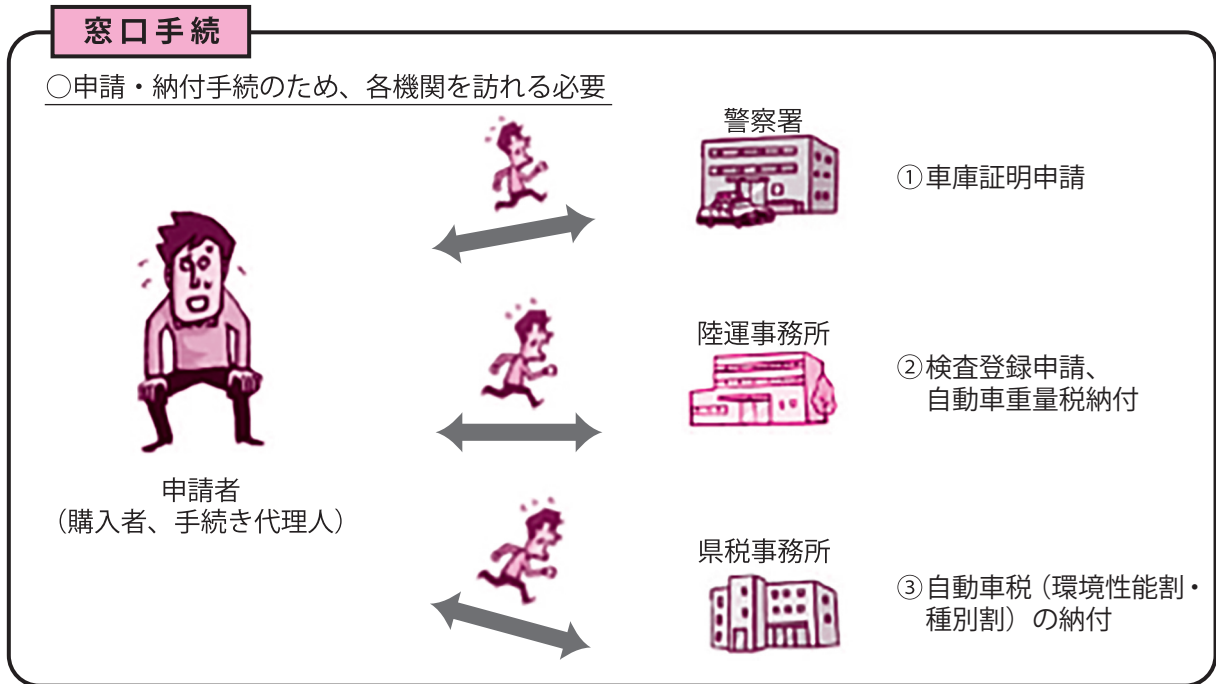 窓口手続
○申請・納付手続のため、各機関を訪れる必要
警察署
①車庫証明申請
陸運事務所
②検査登録申請、
自動車重量税納付
申請者
（購入者、手続き代理人）
県税事務所
③自動車税（環境性能割・
種別割）の納付